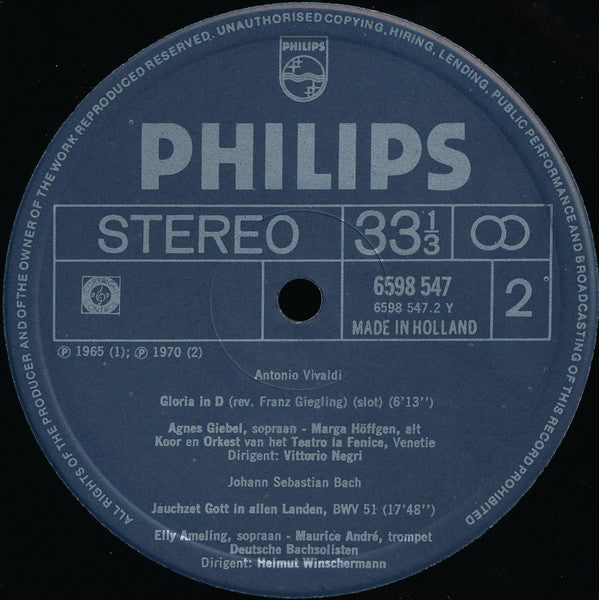 ALL RIGHTS OF THE PRODUCER AND OF THE OWNER OF THE WORK REPRODUCED RESERVED. UNAUTHORISED COPYING, HIRING, LENDING, PUBLIC PERFORMANCE AND BROADCASTING OF THIS RECORD PROHIBITED
PHILIPS
PHILIPS
STEREO 33 1/3
6598 547
6598 547.2 Y
MADE IN HOLLAND
2
℗ 1965 (1); ℗ 1970 (2)
Antonio Vivaldi
Gloria in D (rev. Franz Giegling) (slot) (6'13'')
Agnes Giebel, sopraan - Marga Höffgen, alt
Koor en Orkest van het Teatro la Fenice, Venetie
Dirigent: Vittorio Negri
Johann Sebastian Bach
Jauchzet Gott in allen Landen, BWV 51 (17'48'')
Elly Ameling, sopraan - Maurice André, trompet
Deutsche Bachsolisten
Dirigent: Helmut Winschermann